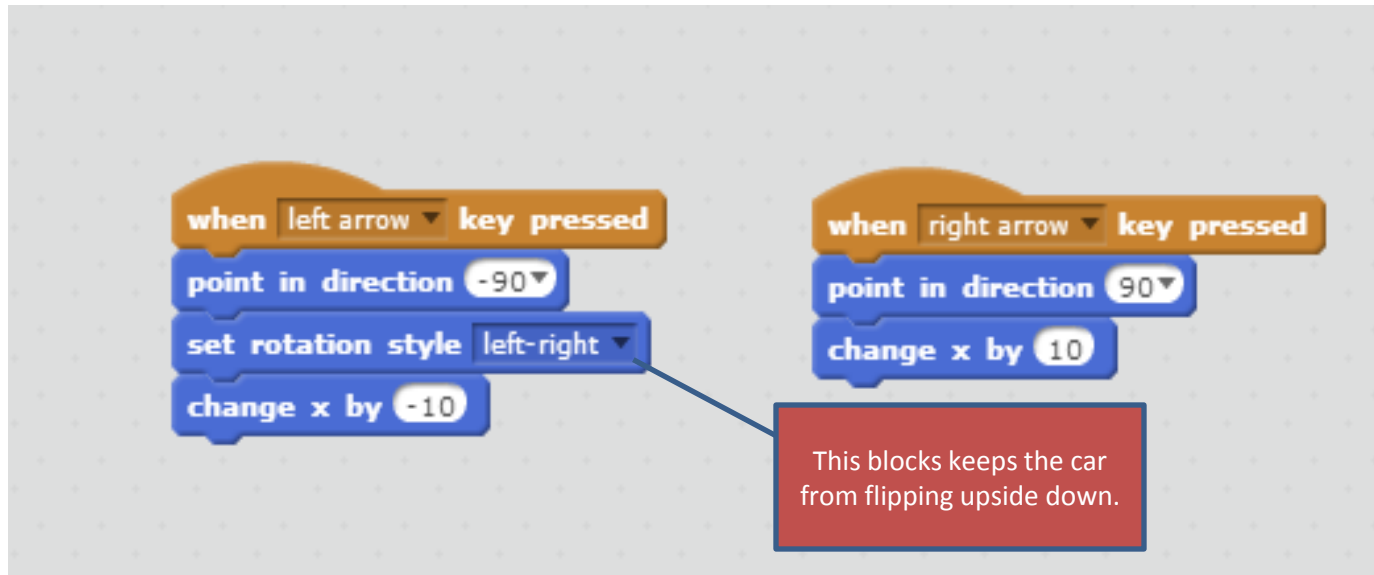 when left arrow key pressed
point in direction -90
set rotation style left-right
change x by -10
when right arrow key pressed
point in direction 90
change x by 10
This blocks keeps the car
from flipping upside down.